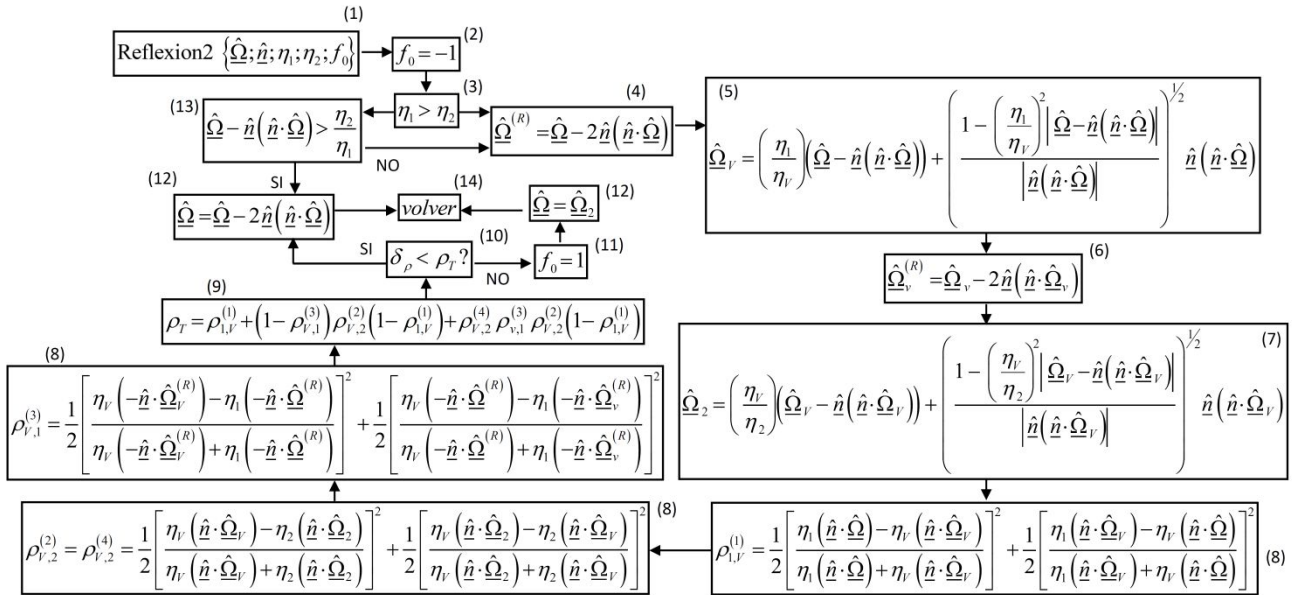 (1)
Reflexion2 {Ω̲̂; n̲̂; η₁; η₂; f₀}
(2)
f₀ = −1
(3)
η₁ > η₂
(13)
Ω̲̂ − n̲̂(n̲̂·Ω̲̂) > η₂/η₁
NO
SI
(4)
Ω̲̂^(R) = Ω̲̂ − 2n̲̂(n̲̂·Ω̲̂)
(5)
Ω̲̂_V = (η₁/η_V)(Ω̲̂ − n̲̂(n̲̂·Ω̲̂)) + ((1 − (η₁/η_V)²|Ω̲̂ − n̲̂(n̲̂·Ω̲̂)|)/|n̲̂(n̲̂·Ω̲̂)|)^(1/2) n̲̂(n̲̂·Ω̲̂)
(12)
Ω̲̂ = Ω̲̂ − 2n̲̂(n̲̂·Ω̲̂)
(14)
volver
(12)
Ω̲̂ = Ω̲̂₂
(10)
δ_ρ < ρ_T?
SI
NO
(11)
f₀ = 1
(6)
Ω̲̂_v^(R) = Ω̲̂_v − 2n̲̂(n̲̂·Ω̲̂_v)
(9)
ρ_T = ρ_{1,V}^(1) + (1 − ρ_{V,1}^(3)) ρ_{V,2}^(2) (1 − ρ_{1,V}^(1)) + ρ_{V,2}^(4) ρ_{v,1}^(3) ρ_{V,2}^(2) (1 − ρ_{1,V}^(1))
(7)
Ω̲̂₂ = (η_V/η₂)(Ω̲̂_V − n̲̂(n̲̂·Ω̲̂_V)) + ((1 − (η_V/η₂)²|Ω̲̂_V − n̲̂(n̲̂·Ω̲̂_V)|)/|n̲̂(n̲̂·Ω̲̂_V)|)^(1/2) n̲̂(n̲̂·Ω̲̂_V)
(8)
ρ_{V,1}^(3) = 1/2 [(η_V(−n̲̂·Ω̲̂_V^(R)) − η₁(−n̲̂·Ω̲̂^(R)))/(η_V(−n̲̂·Ω̲̂_V^(R)) + η₁(−n̲̂·Ω̲̂^(R)))]² + 1/2 [(η_V(−n̲̂·Ω̲̂^(R)) − η₁(−n̲̂·Ω̲̂_v^(R)))/(η_V(−n̲̂·Ω̲̂^(R)) + η₁(−n̲̂·Ω̲̂_v^(R)))]²
(8)
ρ_{V,2}^(2) = ρ_{V,2}^(4) = 1/2 [(η_V(n̲̂·Ω̲̂_V) − η₂(n̲̂·Ω̲̂₂))/(η_V(n̲̂·Ω̲̂_V) + η₂(n̲̂·Ω̲̂₂))]² + 1/2 [(η_V(n̲̂·Ω̲̂₂) − η₂(n̲̂·Ω̲̂_V))/(η_V(n̲̂·Ω̲̂₂) + η₂(n̲̂·Ω̲̂_V))]²
ρ_{1,V}^(1) = 1/2 [(η₁(n̲̂·Ω̲̂) − η_V(n̲̂·Ω̲̂_V))/(η₁(n̲̂·Ω̲̂) + η_V(n̲̂·Ω̲̂_V))]² + 1/2 [(η₁(n̲̂·Ω̲̂_V) − η_V(n̲̂·Ω̲̂))/(η₁(n̲̂·Ω̲̂_V) + η_V(n̲̂·Ω̲̂))]²
(8)